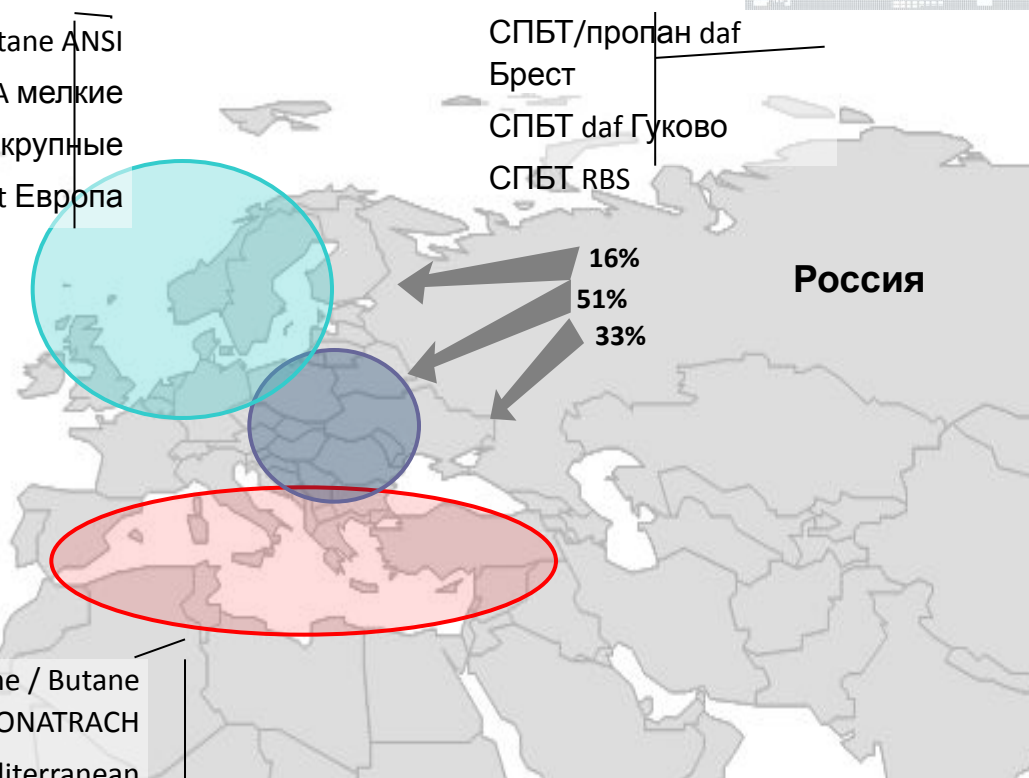 tane ANSI
А мелкие
крупные
t Европа
СПБТ/пропан daf
Брест
СПБТ daf Гуково
СПБТ RBS
16%
51%
33%
Россия
ne / Butane
ONATRACH
diterranean